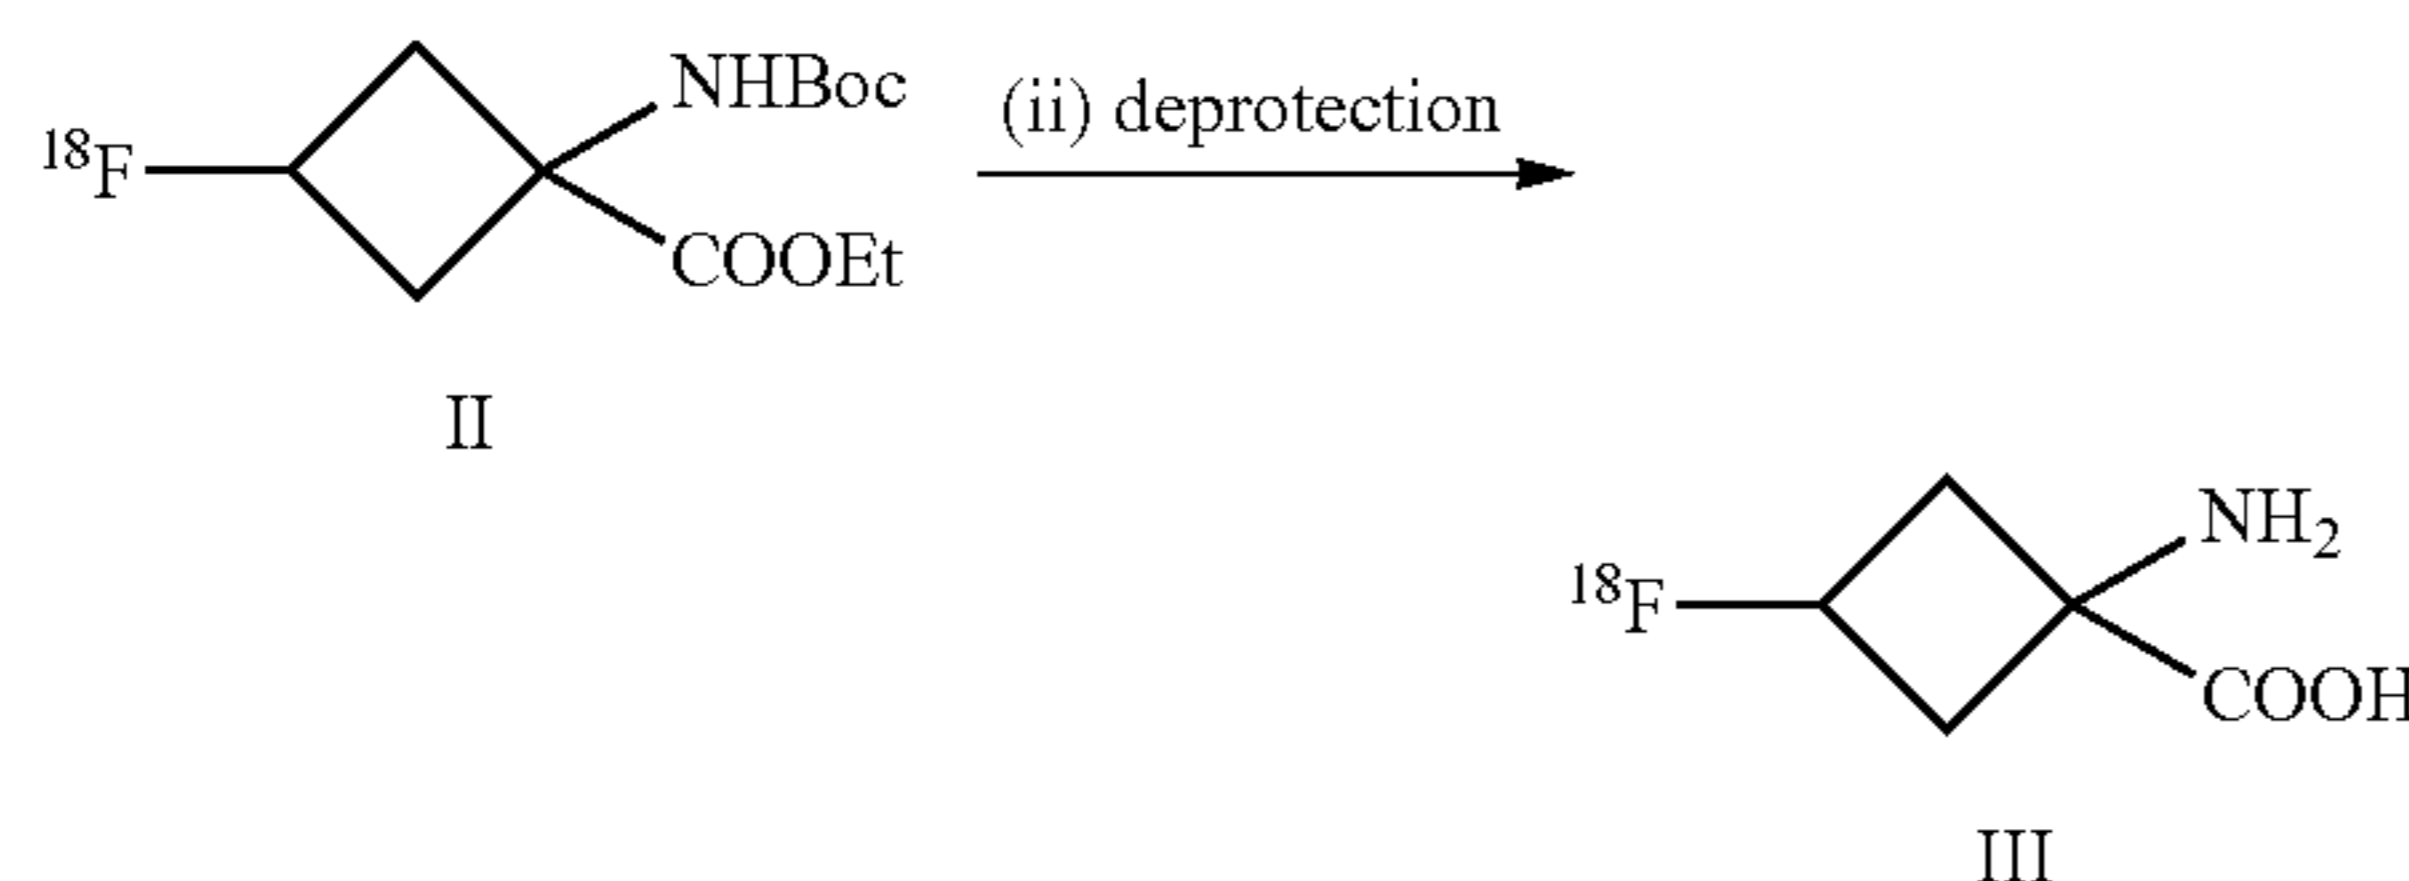 NHBoc
(ii) deprotection
¹⁸F
COOEt
II
NH₂
¹⁸F
COOH
III